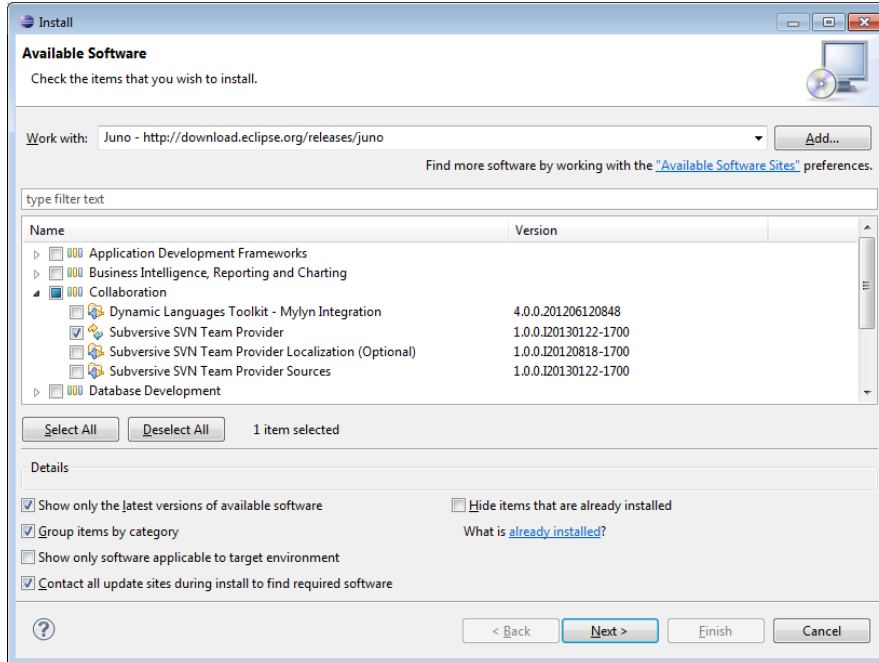 Install
Available Software
Check the items that you wish to install.
Work with: Juno - http://download.eclipse.org/releases/juno Add...
Find more software by working with the "Available Software Sites" preferences.
type filter text
Name Version
Application Development Frameworks
Business Intelligence, Reporting and Charting
Collaboration
Dynamic Languages Toolkit - Mylyn Integration 4.0.0.201206120848
Subversive SVN Team Provider 1.0.0.I20130122-1700
Subversive SVN Team Provider Localization (Optional) 1.0.0.I20120818-1700
Subversive SVN Team Provider Sources 1.0.0.I20130122-1700
Database Development
Select All Deselect All 1 item selected
Details
Show only the latest versions of available software Hide items that are already installed
Group items by category What is already installed?
Show only software applicable to target environment
Contact all update sites during install to find required software
? < Back Next > Finish Cancel